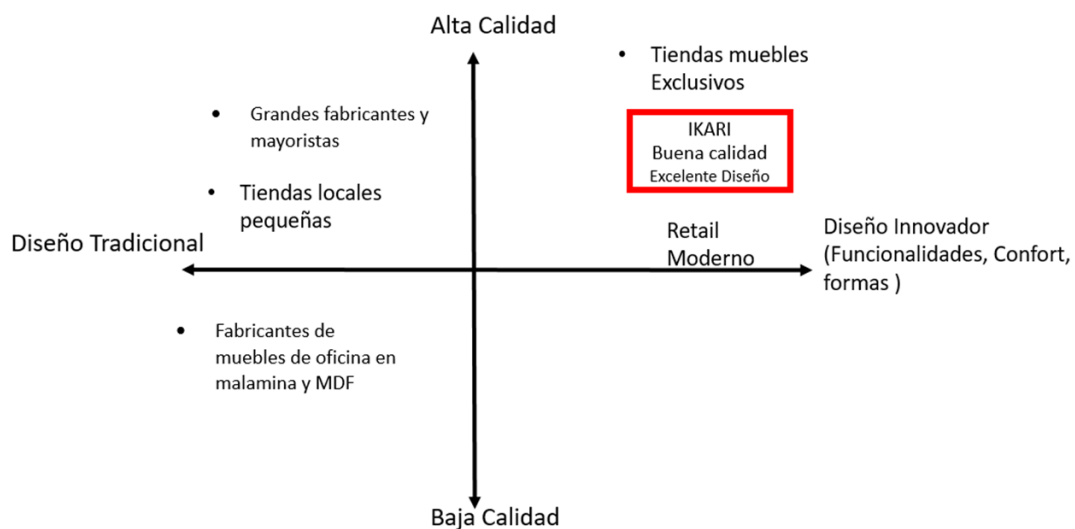 Alta Calidad
• Tiendas muebles
Exclusivos
• Grandes fabricantes y
mayoristas
IKARI
Buena calidad
Excelente Diseño
• Tiendas locales
pequeñas
Diseño Tradicional
Retail
Moderno
Diseño Innovador
(Funcionalidades, Confort,
formas )
• Fabricantes de
muebles de oficina en
malamina y MDF
Baja Calidad